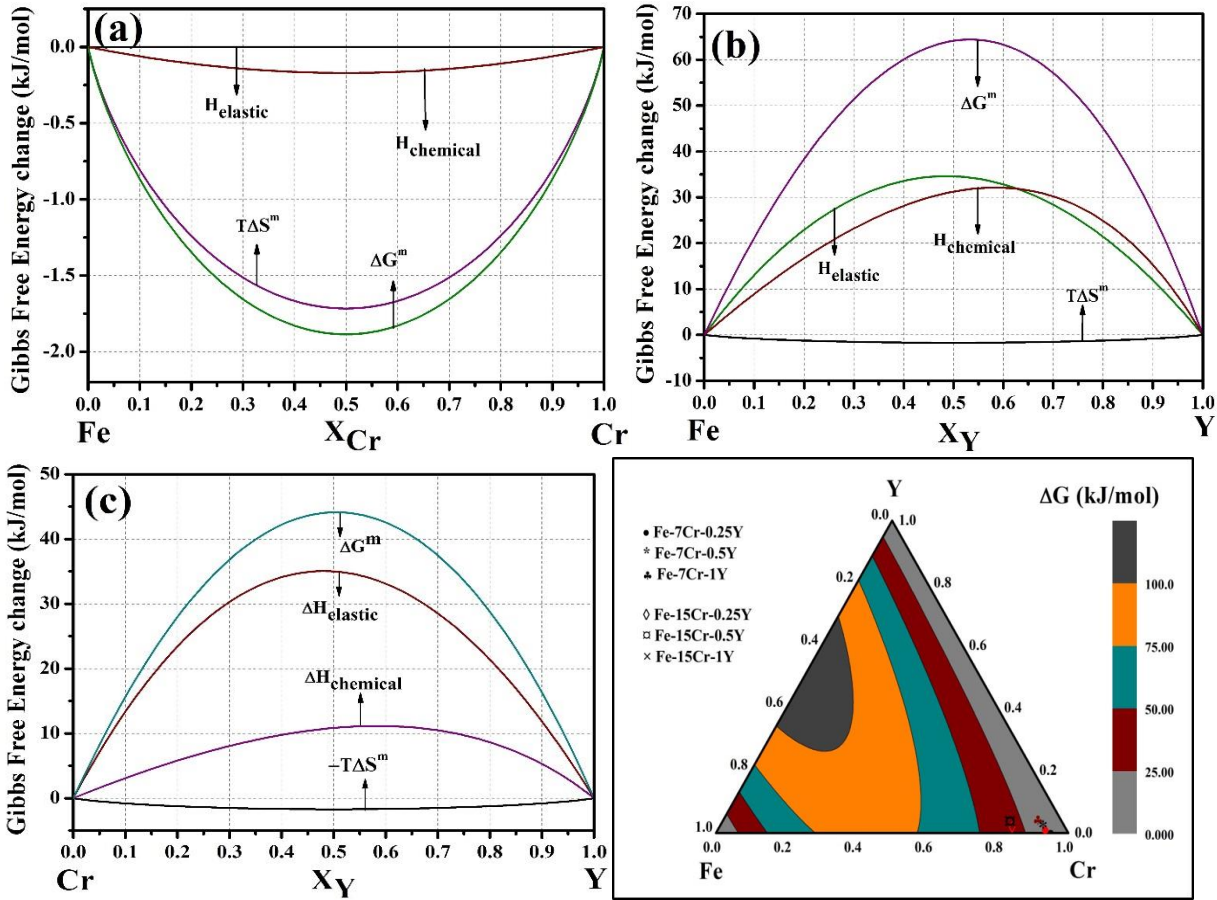 (a)
Gibbs Free Energy change (kJ/mol)
0.0
-0.5
-1.0
-1.5
-2.0
H elastic
H chemical
TΔS^m
ΔG^m
0.0 0.1 0.2 0.3 0.4 0.5 0.6 0.7 0.8 0.9 1.0
Fe X_Cr Cr
(b)
Gibbs Free Energy change (kJ/mol)
70
60
50
40
30
20
10
0
-10
ΔG^m
H chemical
H elastic
TΔS^m
0.0 0.1 0.2 0.3 0.4 0.5 0.6 0.7 0.8 0.9 1.0
Fe X_Y Y
(c)
Gibbs Free Energy change (kJ/mol)
50
40
30
20
10
0
ΔG^m
ΔH elastic
ΔH chemical
−TΔS^m
0.0 0.1 0.2 0.3 0.4 0.5 0.6 0.7 0.8 0.9 1.0
Cr X_Y Y
Y
ΔG (kJ/mol)
• Fe-7Cr-0.25Y
* Fe-7Cr-0.5Y
♣ Fe-7Cr-1Y
◊ Fe-15Cr-0.25Y
¤ Fe-15Cr-0.5Y
× Fe-15Cr-1Y
0.0 1.0
0.2 0.8
0.4 0.6
0.6 0.4
0.8 0.2
1.0 0.0
0.0 0.2 0.4 0.6 0.8 1.0
Fe Cr
100.0
75.00
50.00
25.00
0.000